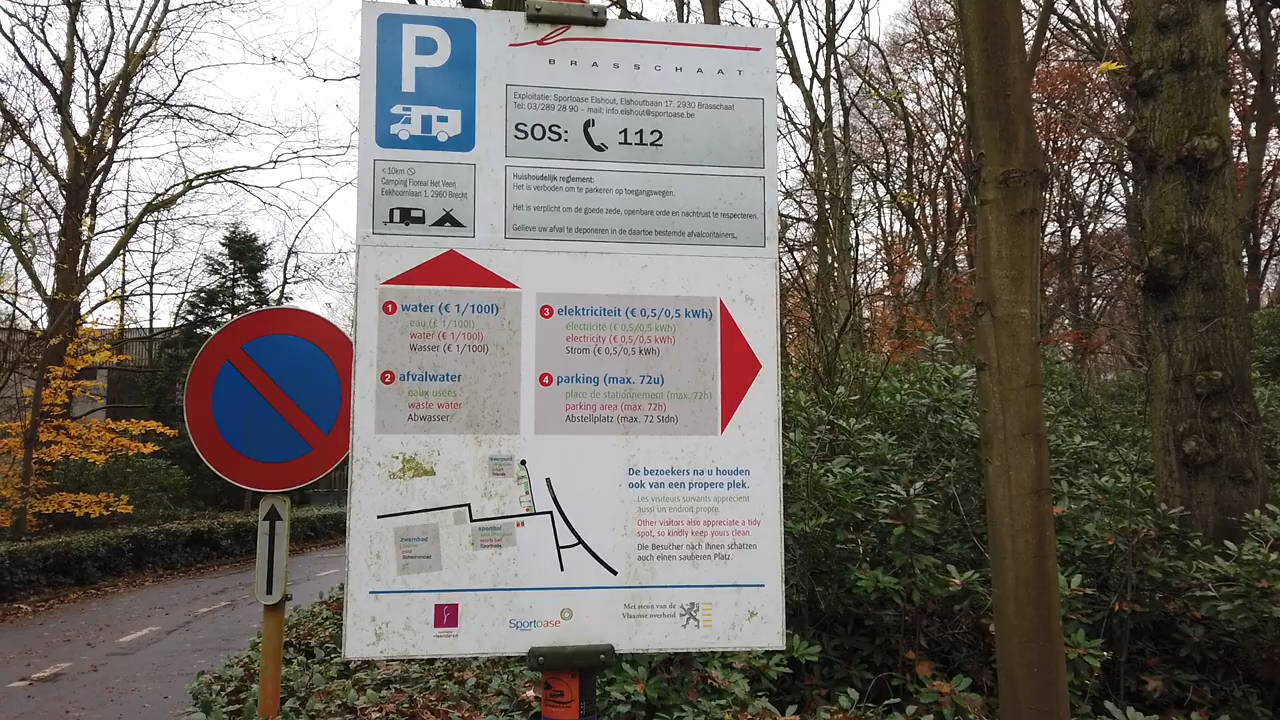 P
BRASSCHAAT
Exploitatie: Sportoase Elshout, Elshoutbaan 17, 2930 Brasschaat
Tel: 03/289 28 90 - mail: info.elshout@sportoase.be
SOS: 112
< 10km
Camping Floreal Het Veen
Eekhoornlaan 1, 2960 Brecht
Huishoudelijk reglement:
Het is verboden om te parkeren op toegangswegen.
Het is verplicht om de goede zede, openbare orde en nachtrust te respecteren.
Gelieve uw afval te deponeren in de daartoe bestemde afvalcontainers.
1 water (€ 1/100l)
eau (€ 1/100l)
water (€ 1/100l)
Wasser (€ 1/100l)
2 afvalwater
eaux usées
waste water
Abwasser
3 elektriciteit (€ 0,5/0,5 kWh)
électricité (€ 0,5/0,5 kWh)
electricity (€ 0,5/0,5 kWh)
Strom (€ 0,5/0,5 kWh)
4 parking (max. 72u)
place de stationnement (max. 72h)
parking area (max. 72h)
Abstellplatz (max. 72 Stdn)
De bezoekers na u houden
ook van een propere plek.
Les visiteurs suivants apprécient
aussi un endroit propre.
Other visitors also appreciate a tidy
spot, so kindly keep yours clean.
Die Besucher nach Ihnen schätzen
auch einen sauberen Platz.
zwembad
Schwimmbad
sporthal
Sporthalle
Sportoase
Met steun van de
Vlaamse overheid